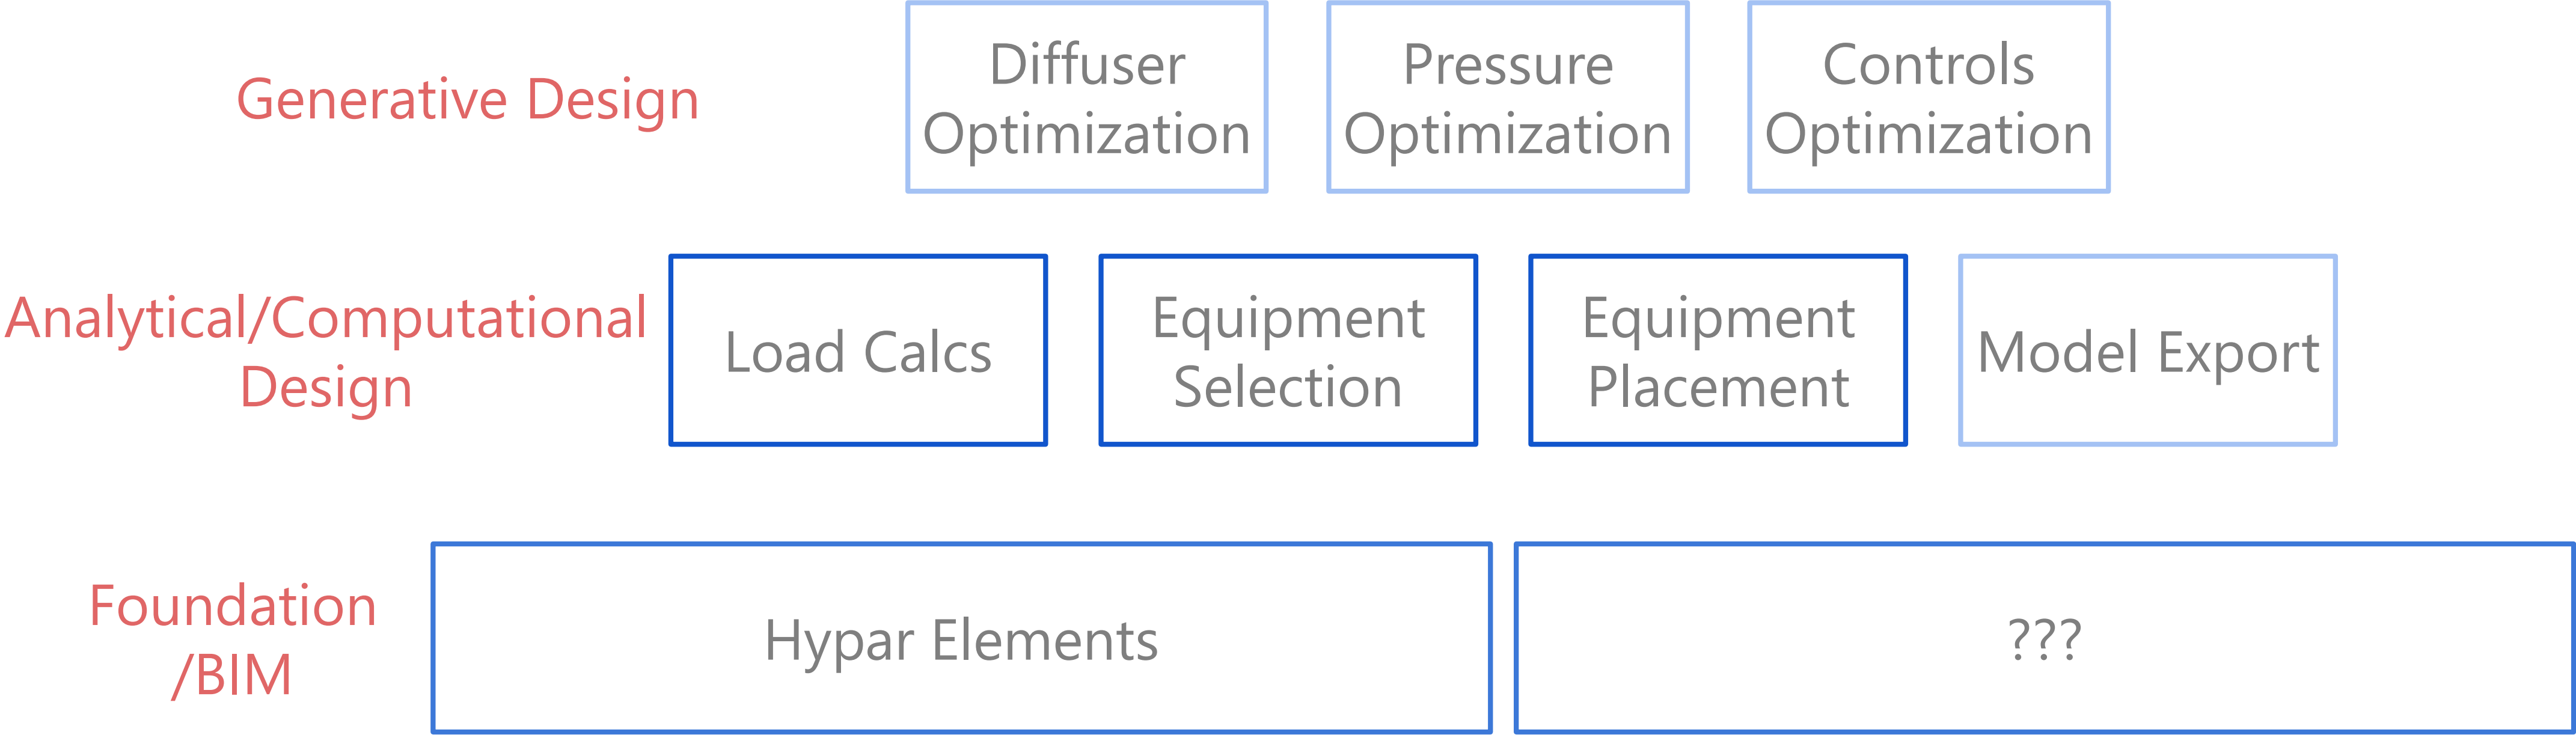 Generative Design
Diffuser
Optimization
Pressure
Optimization
Controls
Optimization
Analytical/Computational
Design
Load Calcs
Equipment
Selection
Equipment
Placement
Model Export
Foundation
/BIM
Hypar Elements
???